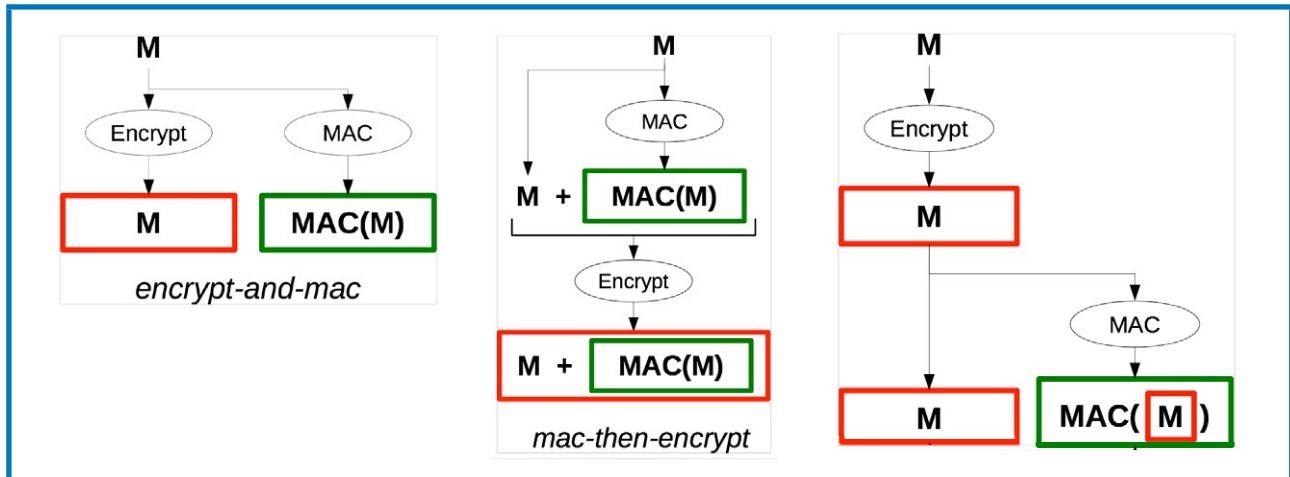 M
Encrypt
MAC
M
MAC(M)
encrypt-and-mac
M
MAC
M + MAC(M)
Encrypt
M + MAC(M)
mac-then-encrypt
M
Encrypt
M
MAC
M
MAC( M )